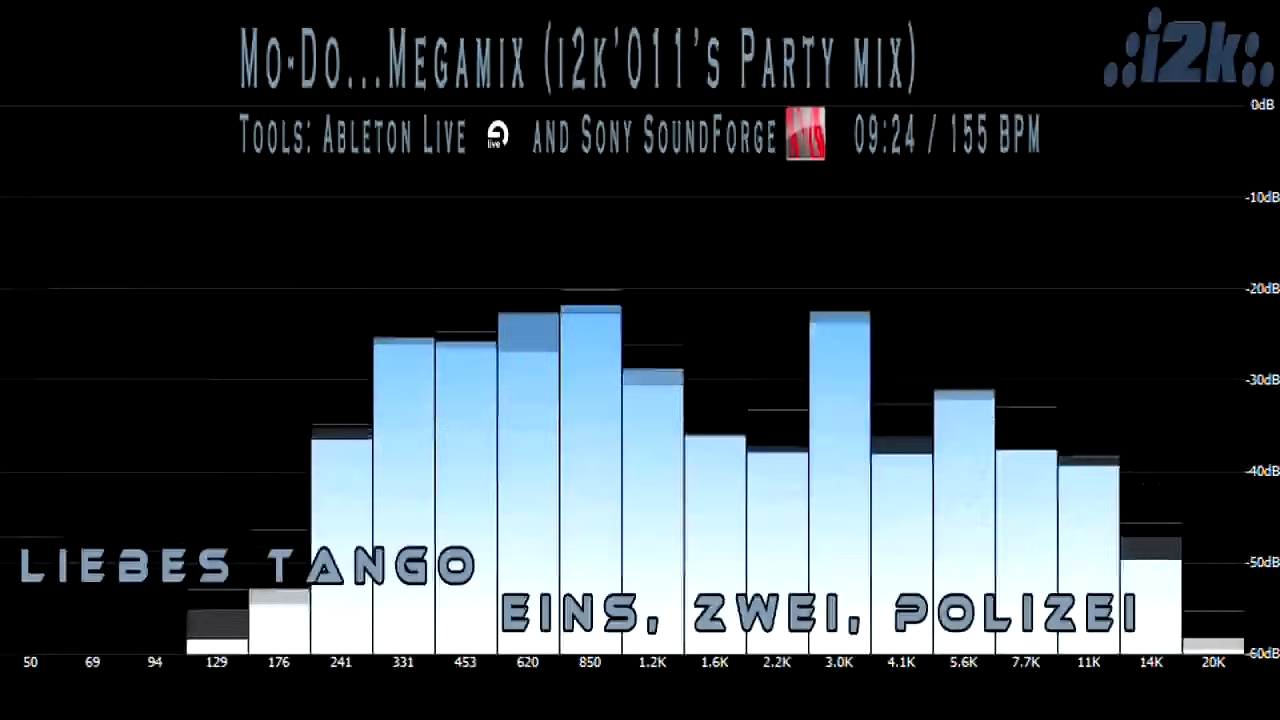 Mo-Do...Megamix (i2k'011's Party mix)
.:i2k:.
Tools: Ableton Live live and Sony SoundForge 09:24 / 155 BPM
0dB
-10dB
-20dB
-30dB
-40dB
-50dB
-60dB
LIEBES TANGO
EINS, ZWEI, POLIZEI
50 69 94 129 176 241 331 453 620 850 1.2K 1.6K 2.2K 3.0K 4.1K 5.6K 7.7K 11K 14K 20K